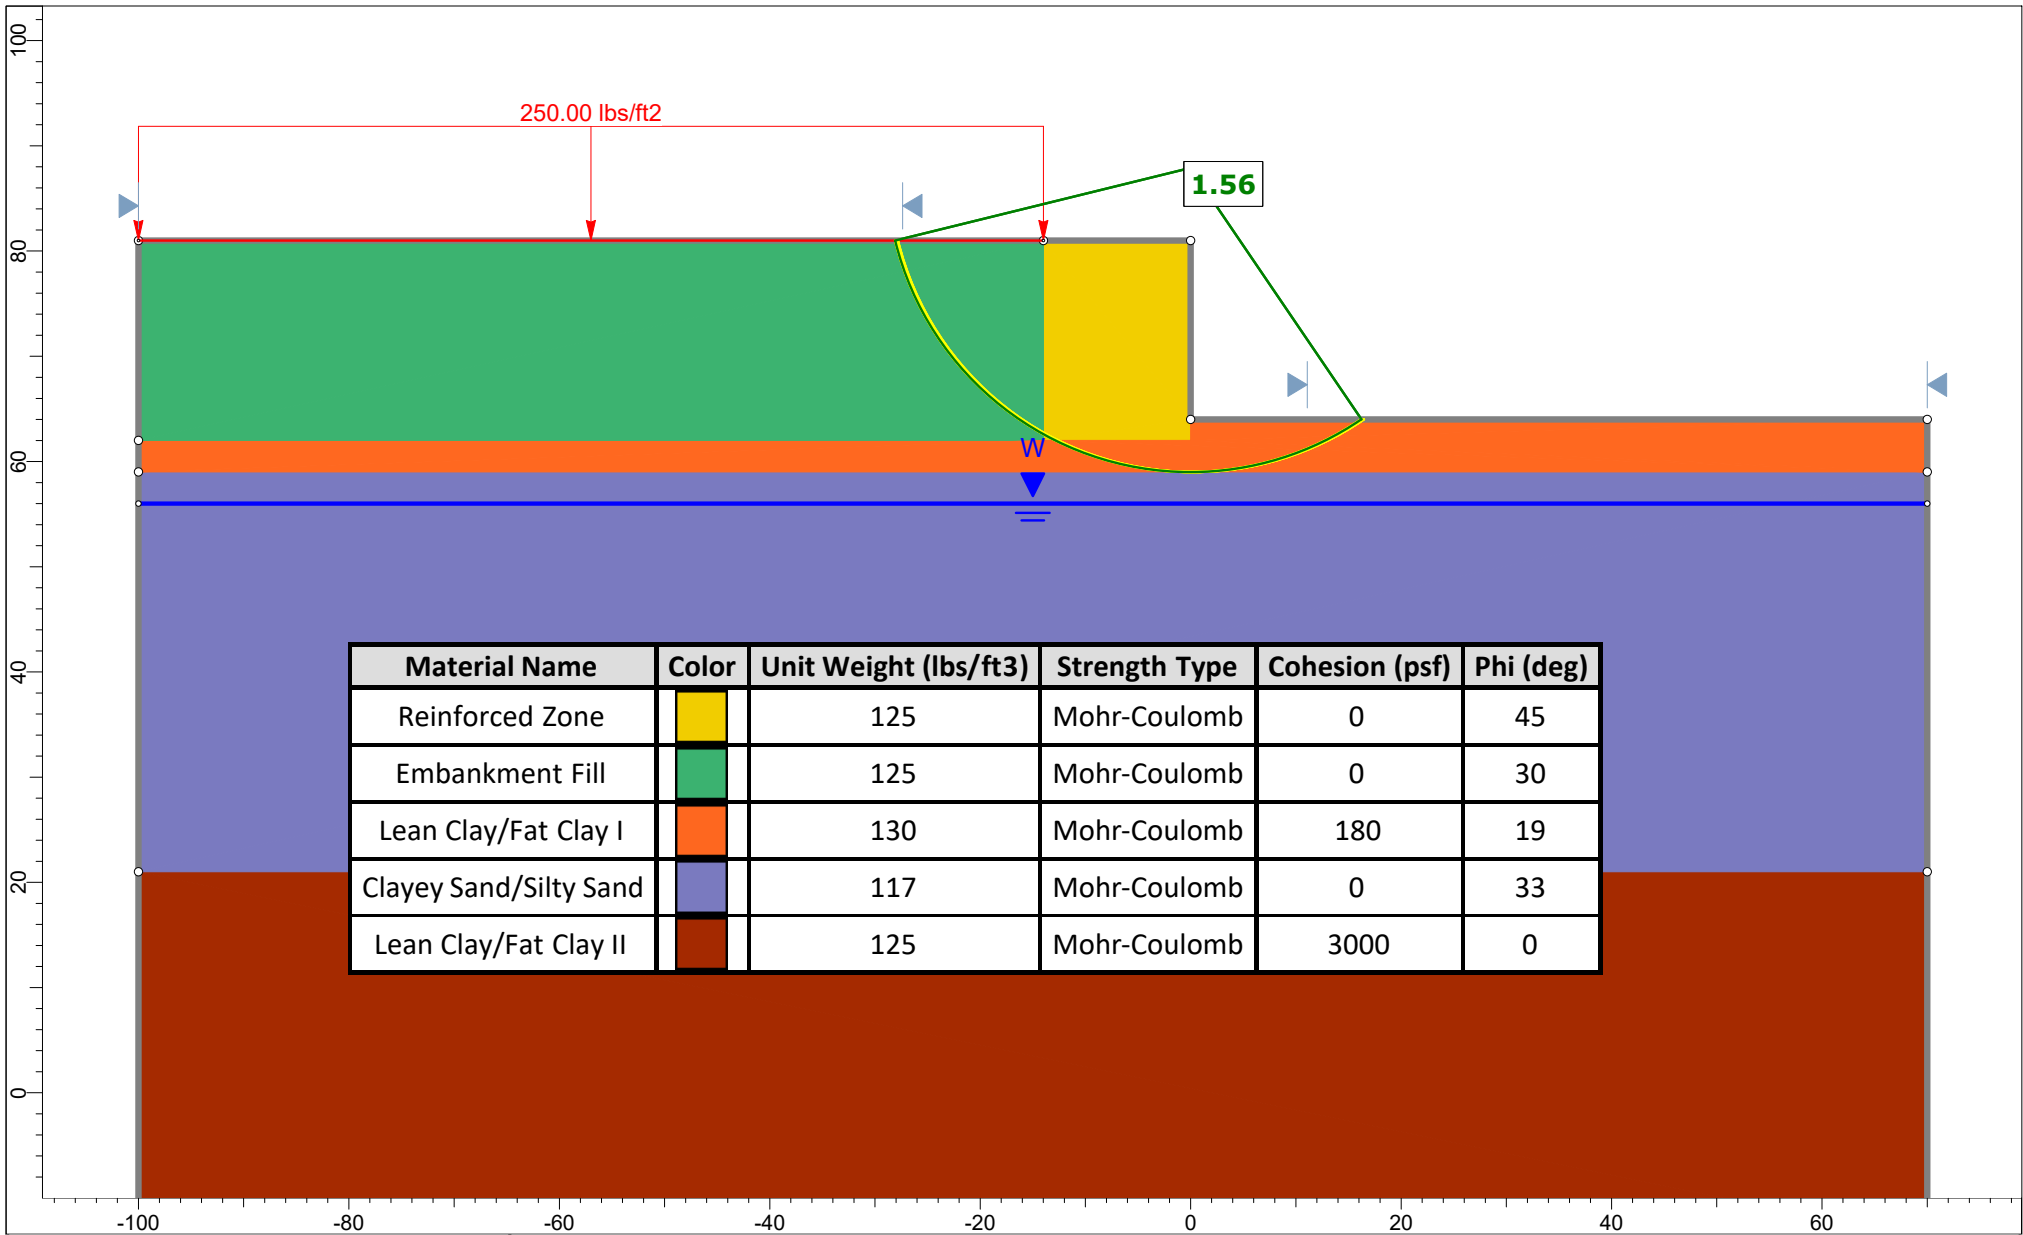 250.00 lbs/ft2
1.56
W
Material Name Color Unit Weight (lbs/ft3) Strength Type Cohesion (psf) Phi (deg)
Reinforced Zone 125 Mohr-Coulomb 0 45
Embankment Fill 125 Mohr-Coulomb 0 30
Lean Clay/Fat Clay I 130 Mohr-Coulomb 180 19
Clayey Sand/Silty Sand 117 Mohr-Coulomb 0 33
Lean Clay/Fat Clay II 125 Mohr-Coulomb 3000 0
100
80
60
40
20
0
-100 -80 -60 -40 -20 0 20 40 60